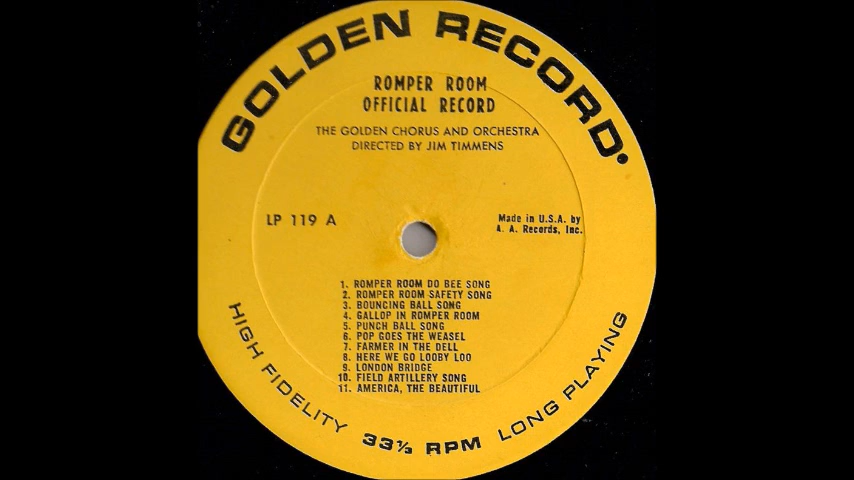 GOLDEN RECORD®
ROMPER ROOM
OFFICIAL RECORD
THE GOLDEN CHORUS AND ORCHESTRA
DIRECTED BY JIM TIMMENS
LP 119 A
Made in U.S.A. by
A. A. Records, Inc.
1. ROMPER ROOM DO BEE SONG
2. ROMPER ROOM SAFETY SONG
3. BOUNCING BALL SONG
4. GALLOP IN ROMPER ROOM
5. PUNCH BALL SONG
6. POP GOES THE WEASEL
7. FARMER IN THE DELL
8. HERE WE GO LOOBY LOO
9. LONDON BRIDGE
10. FIELD ARTILLERY SONG
11. AMERICA, THE BEAUTIFUL
HIGH FIDELITY 33⅓ RPM LONG PLAYING